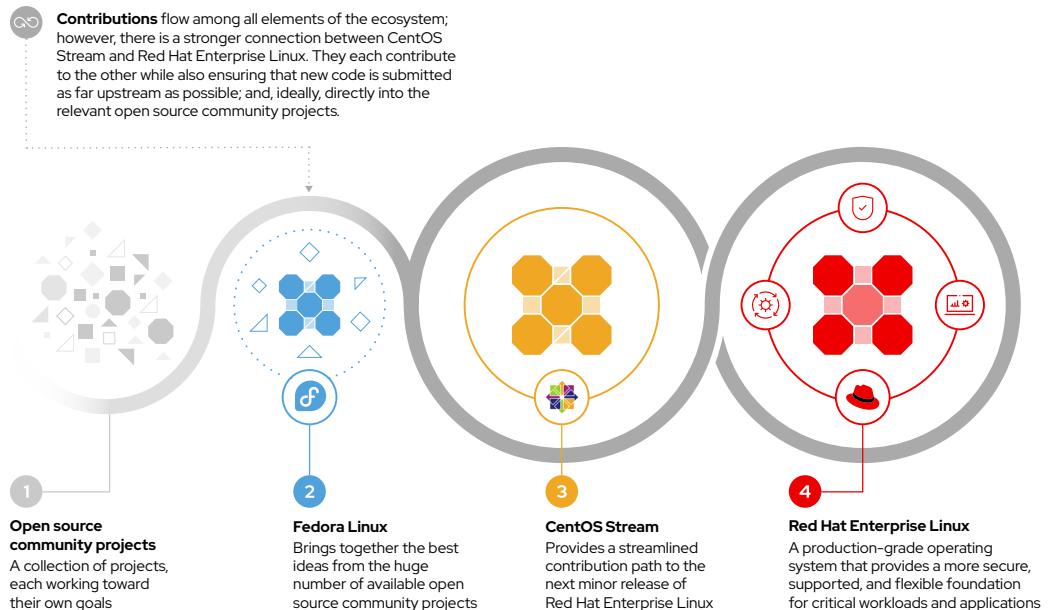 Contributions flow among all elements of the ecosystem;
however, there is a stronger connection between CentOS
Stream and Red Hat Enterprise Linux. They each contribute
to the other while also ensuring that new code is submitted
as far upstream as possible; and, ideally, directly into the
relevant open source community projects.
1
Open source
community projects
A collection of projects,
each working toward
their own goals
2
Fedora Linux
Brings together the best
ideas from the huge
number of available open
source community projects
3
CentOS Stream
Provides a streamlined
contribution path to the
next minor release of
Red Hat Enterprise Linux
4
Red Hat Enterprise Linux
A production-grade operating
system that provides a more secure,
supported, and flexible foundation
for critical workloads and applications